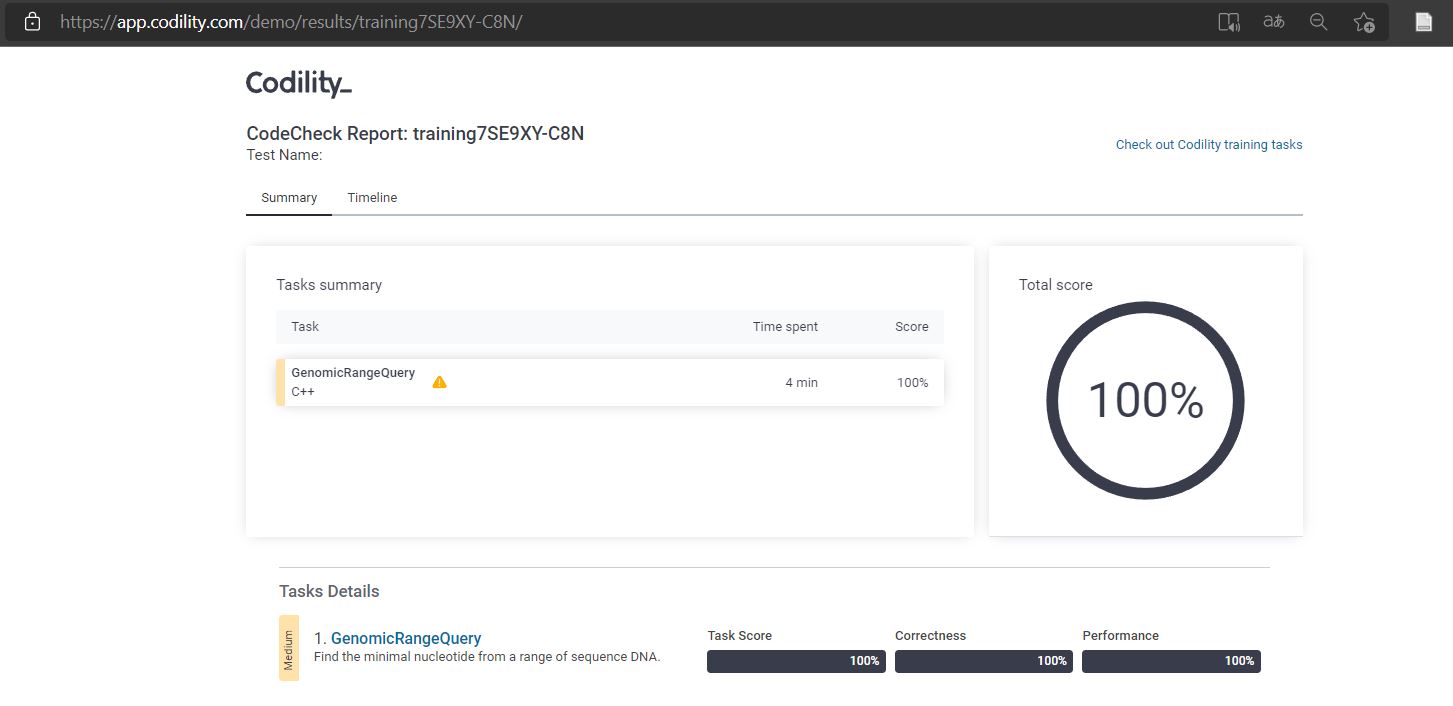 https://app.codility.com/demo/results/training7SE9XY-C8N/
aあ
Codility_
CodeCheck Report: training7SE9XY-C8N
Test Name:
Check out Codility training tasks
Summary Timeline
Tasks summary
Task Time spent Score
GenomicRangeQuery
C++
4 min 100%
Total score
100%
Tasks Details
Medium
1. GenomicRangeQuery
Find the minimal nucleotide from a range of sequence DNA.
Task Score Correctness Performance
100% 100% 100%